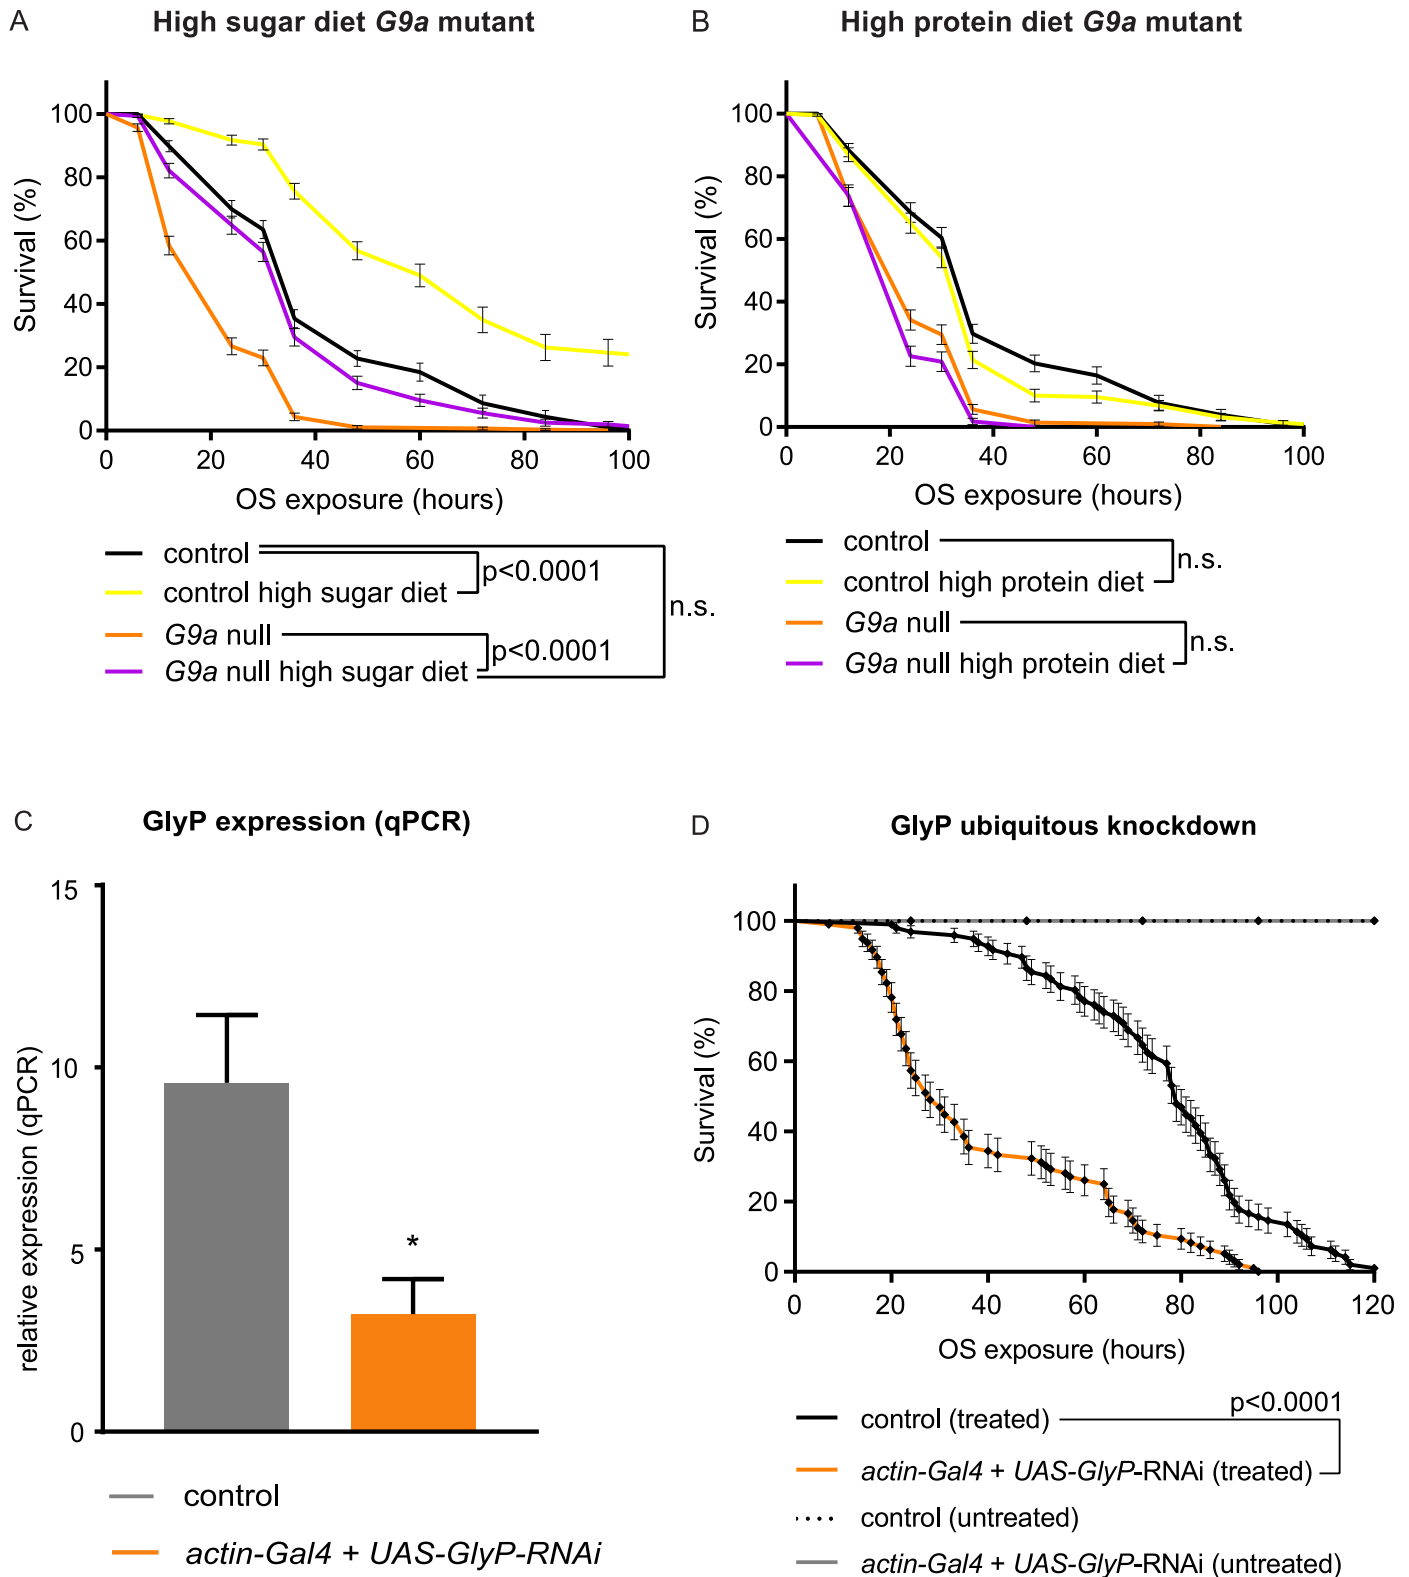 A
High sugar diet G9a mutant
100
80
60
40
20
0
Survival (%)
0 20 40 60 80 100
OS exposure (hours)
control
control high sugar diet
G9a null
G9a null high sugar diet
p<0.0001
p<0.0001
n.s.
B
High protein diet G9a mutant
100
80
60
40
20
0
Survival (%)
0 20 40 60 80 100
OS exposure (hours)
control
control high protein diet
G9a null
G9a null high protein diet
n.s.
n.s.
C
GlyP expression (qPCR)
15
10
5
0
relative expression (qPCR)
*
control
actin-Gal4 + UAS-GlyP-RNAi
D
GlyP ubiquitous knockdown
100
80
60
40
20
0
Survival (%)
0 20 40 60 80 100 120
OS exposure (hours)
p<0.0001
control (treated)
actin-Gal4 + UAS-GlyP-RNAi (treated)
control (untreated)
actin-Gal4 + UAS-GlyP-RNAi (untreated)